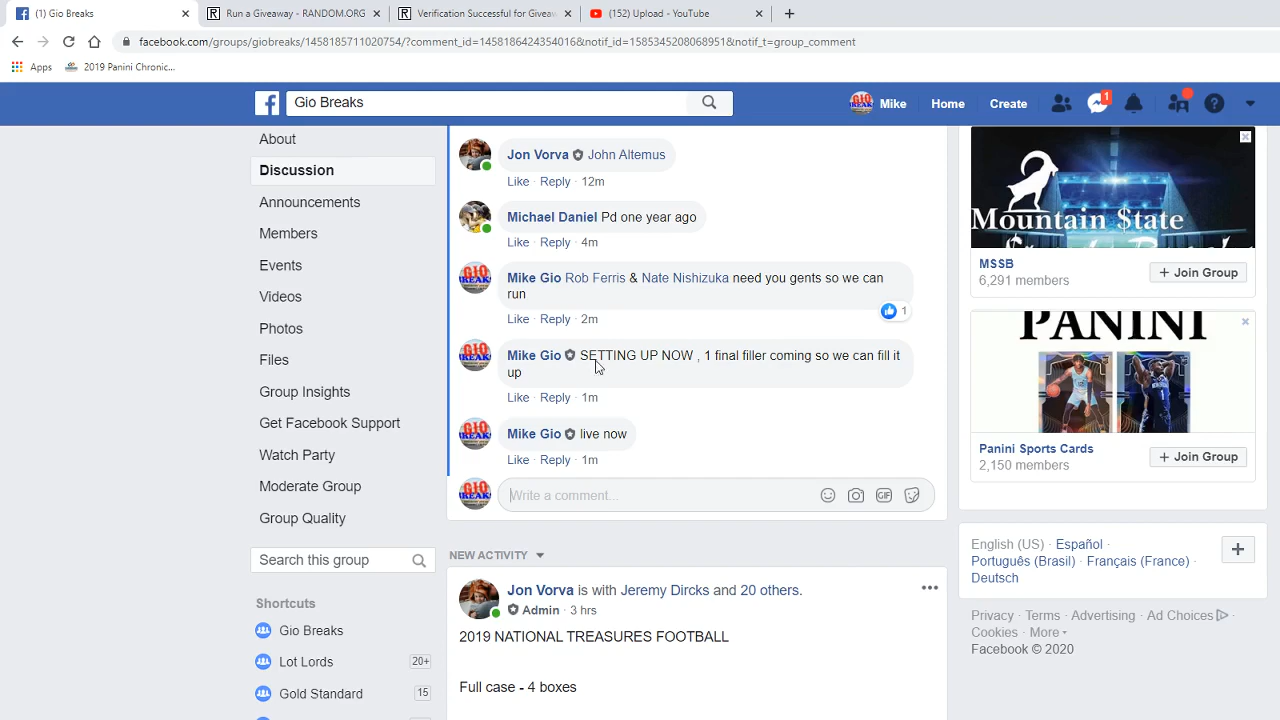 (1) Gio Breaks
Run a Giveaway - RANDOM.ORG
Verification Successful for Giveaw
(152) Upload - YouTube
facebook.com/groups/giobreaks/1458185711020754/?comment_id=1458186424354016&notif_id=1585345208068951&notif_t=group_comment
Apps
2019 Panini Chronic...
Gio Breaks
Mike
Home
Create
1
About
Discussion
Announcements
Members
Events
Videos
Photos
Files
Group Insights
Get Facebook Support
Watch Party
Moderate Group
Group Quality
Search this group
Shortcuts
Gio Breaks
Lot Lords 20+
Gold Standard 15
Jon Vorva John Altemus
Like · Reply · 12m
Michael Daniel Pd one year ago
Like · Reply · 4m
Mike Gio Rob Ferris & Nate Nishizuka need you gents so we can
run
1
Like · Reply · 2m
Mike Gio SETTING UP NOW , 1 final filler coming so we can fill it
up
Like · Reply · 1m
Mike Gio live now
Like · Reply · 1m
Write a comment...
GIF
NEW ACTIVITY
Jon Vorva is with Jeremy Dircks and 20 others.
Admin · 3 hrs
2019 NATIONAL TREASURES FOOTBALL
Full case - 4 boxes
Mountain $tate
MSSB
6,291 members
+ Join Group
PANINI
Panini Sports Cards
2,150 members
+ Join Group
English (US) · Español ·
Português (Brasil) · Français (France) ·
Deutsch
Privacy · Terms · Advertising · Ad Choices
Cookies · More
Facebook © 2020